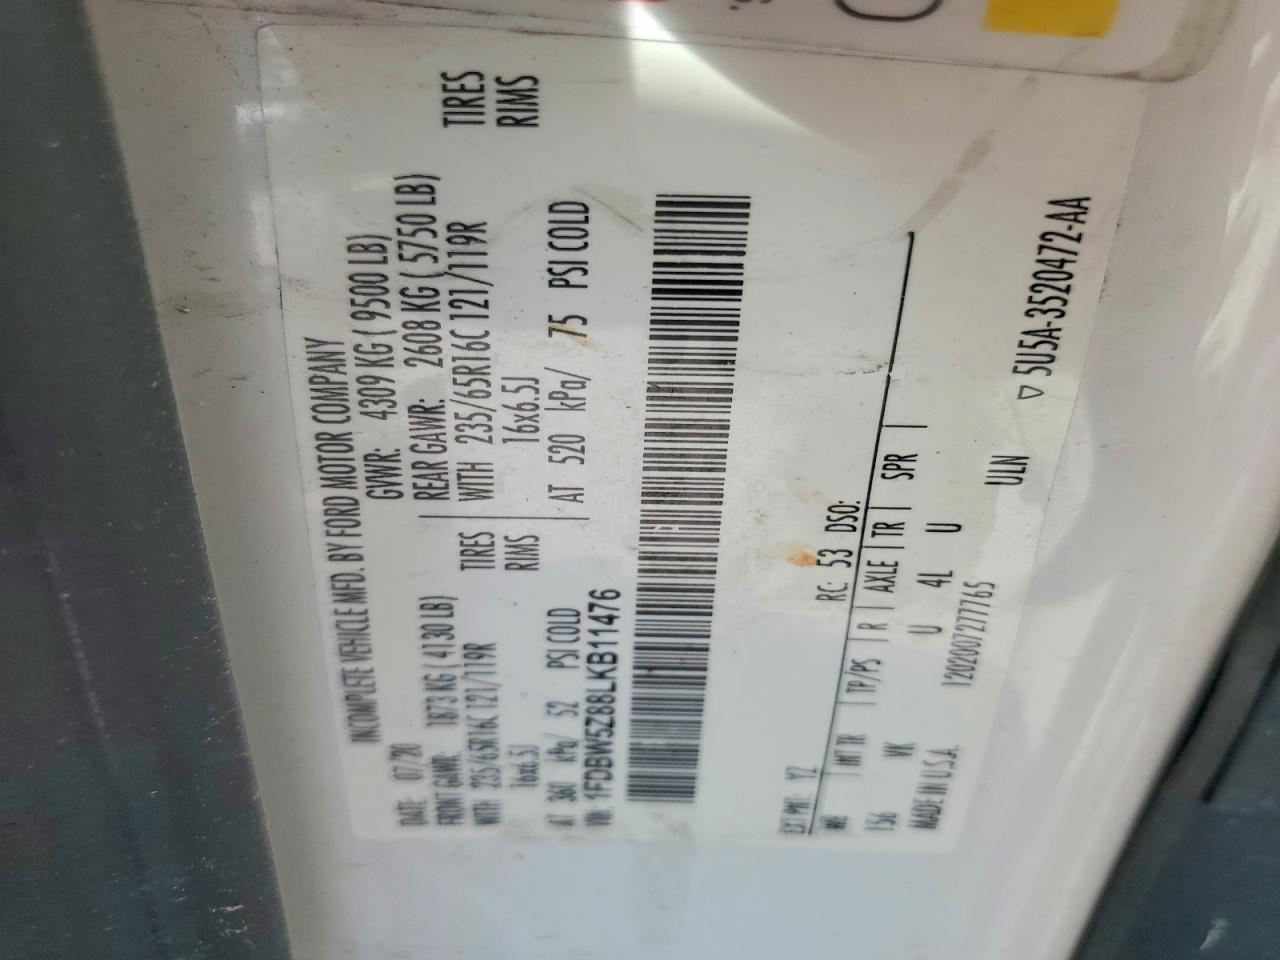 INCOMPLETE VEHICLE MFD. BY FORD MOTOR COMPANY
DATE: 07/20 GVWR: 4309 KG ( 9500 LB)
FRONT GAWR: 1873 KG ( 4130 LB) REAR GAWR: 2608 KG ( 5750 LB)
WITH 235/65R16C 121/119R TIRES WITH 235/65R16C 121/119R TIRES
16x6.5J RIMS 16x6.5J RIMS
AT 360 kPa/ 52 PSI COLD AT 520 kPa/ 75 PSI COLD
VIN: 1FDBW5Z88LKB11476
EXT PNT: YZ RC: 53 DSO:
WB INT TR TP/PS R AXLE TR SPR
156 VK U 4L U
MADE IN U.S.A. 1202007277765 ULN
▽ 5U5A-3520472-AA